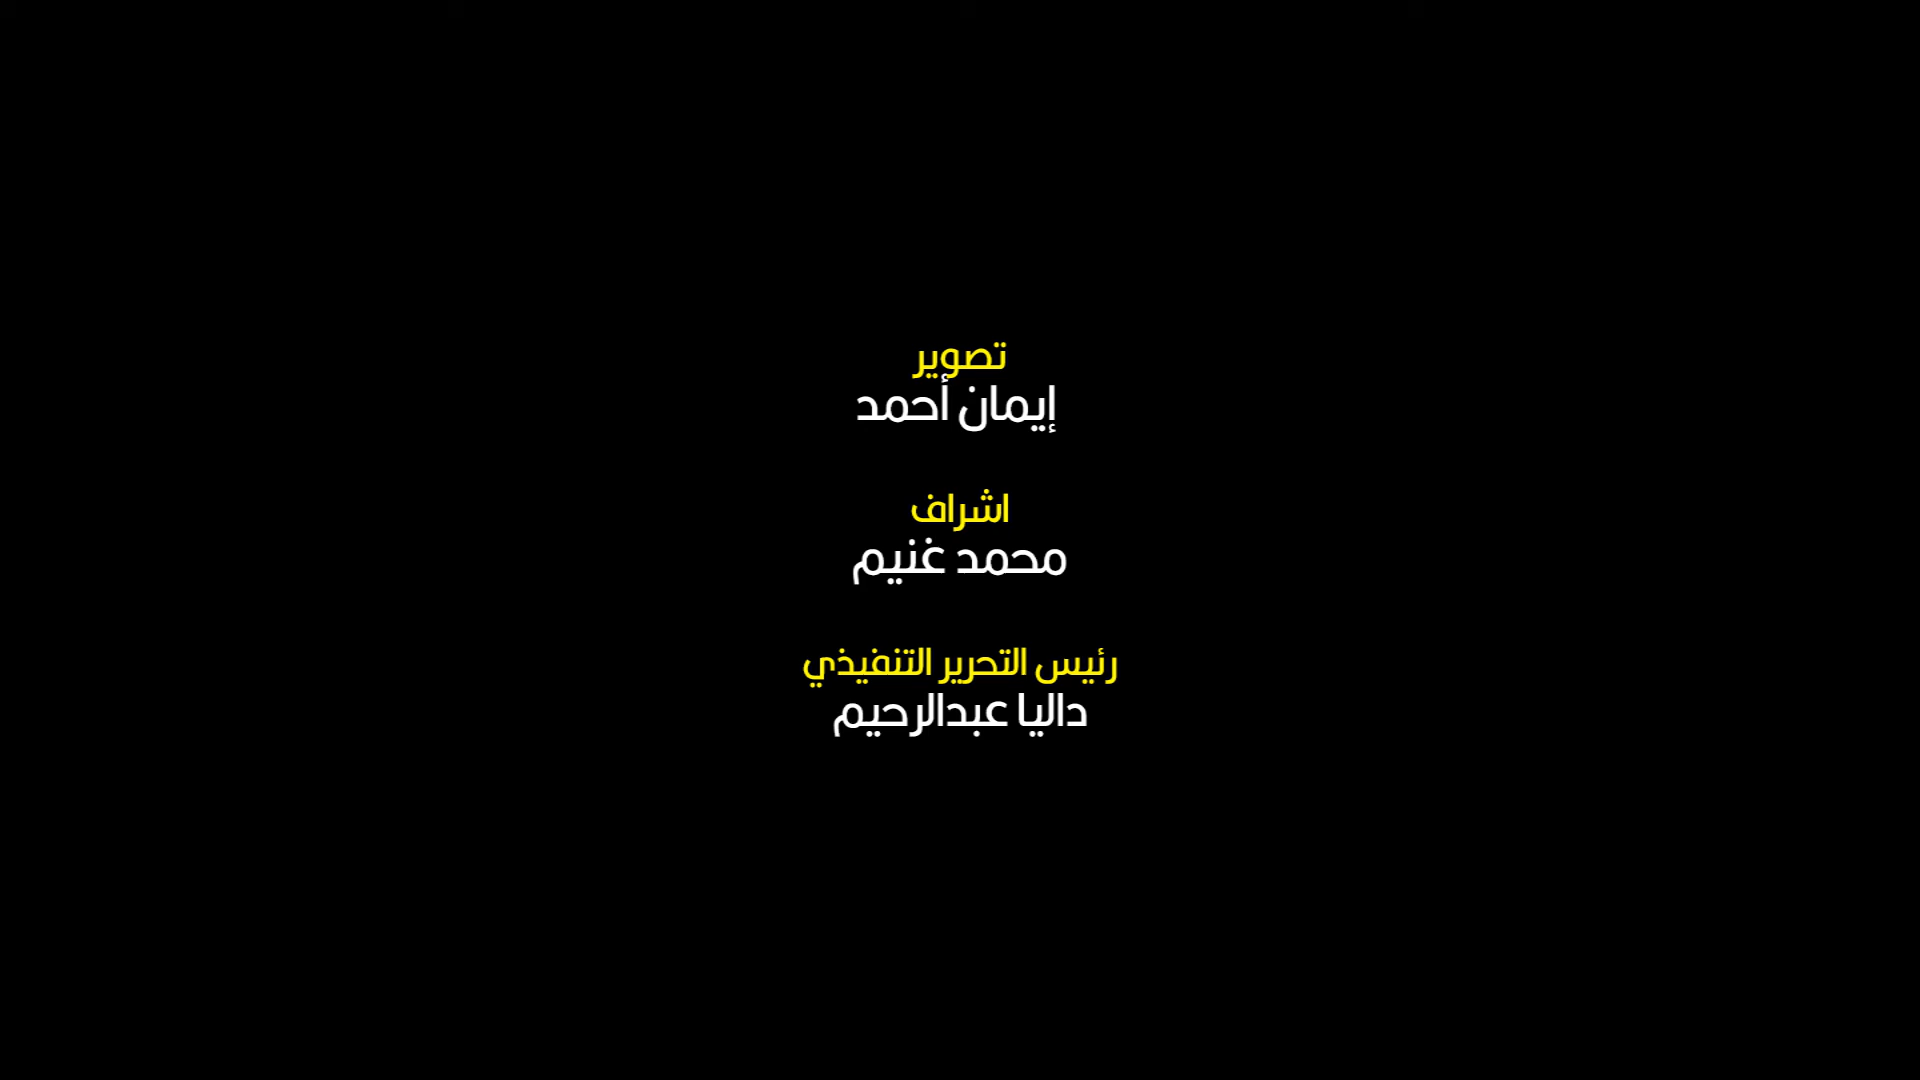 تصوير
إيمان أحمد
اشراف
محمد غنيم
رئيس التحرير التنفيذي
داليا عبدالرحيم